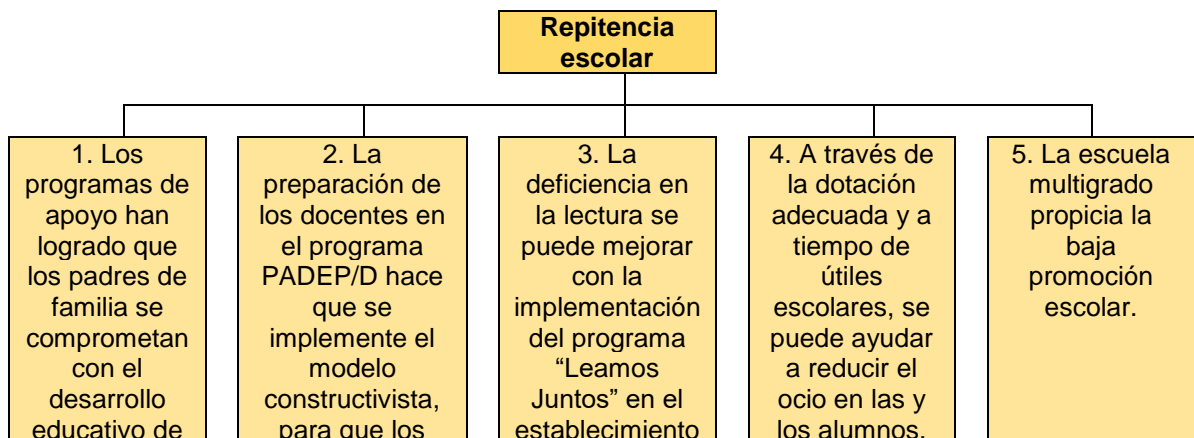 Repitencia
escolar
1. Los
programas de
apoyo han
logrado que
los padres de
familia se
comprometan
con el
desarrollo
educativo de
2. La
preparación de
los docentes en
el programa
PADEP/D hace
que se
implemente el
modelo
constructivista,
para que los
3. La
deficiencia en
la lectura se
puede mejorar
con la
implementación
del programa
“Leamos
Juntos” en el
establecimiento
4. A través de
la dotación
adecuada y a
tiempo de
útiles
escolares, se
puede ayudar
a reducir el
ocio en las y
los alumnos.
5. La escuela
multigrado
propicia la
baja
promoción
escolar.